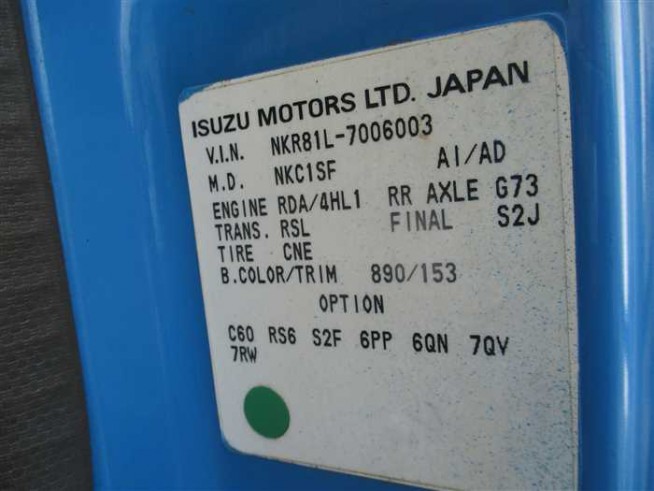 ISUZU MOTORS LTD. JAPAN
V.I.N. NKR81L-7006003
M.D. NKC1SF AI/AD
ENGINE RDA/4HL1 RR AXLE G73
TRANS. RSL FINAL S2J
TIRE CNE
B.COLOR/TRIM 890/153
OPTION
C60 RS6 S2F 6PP 6QN 7QV
7RW